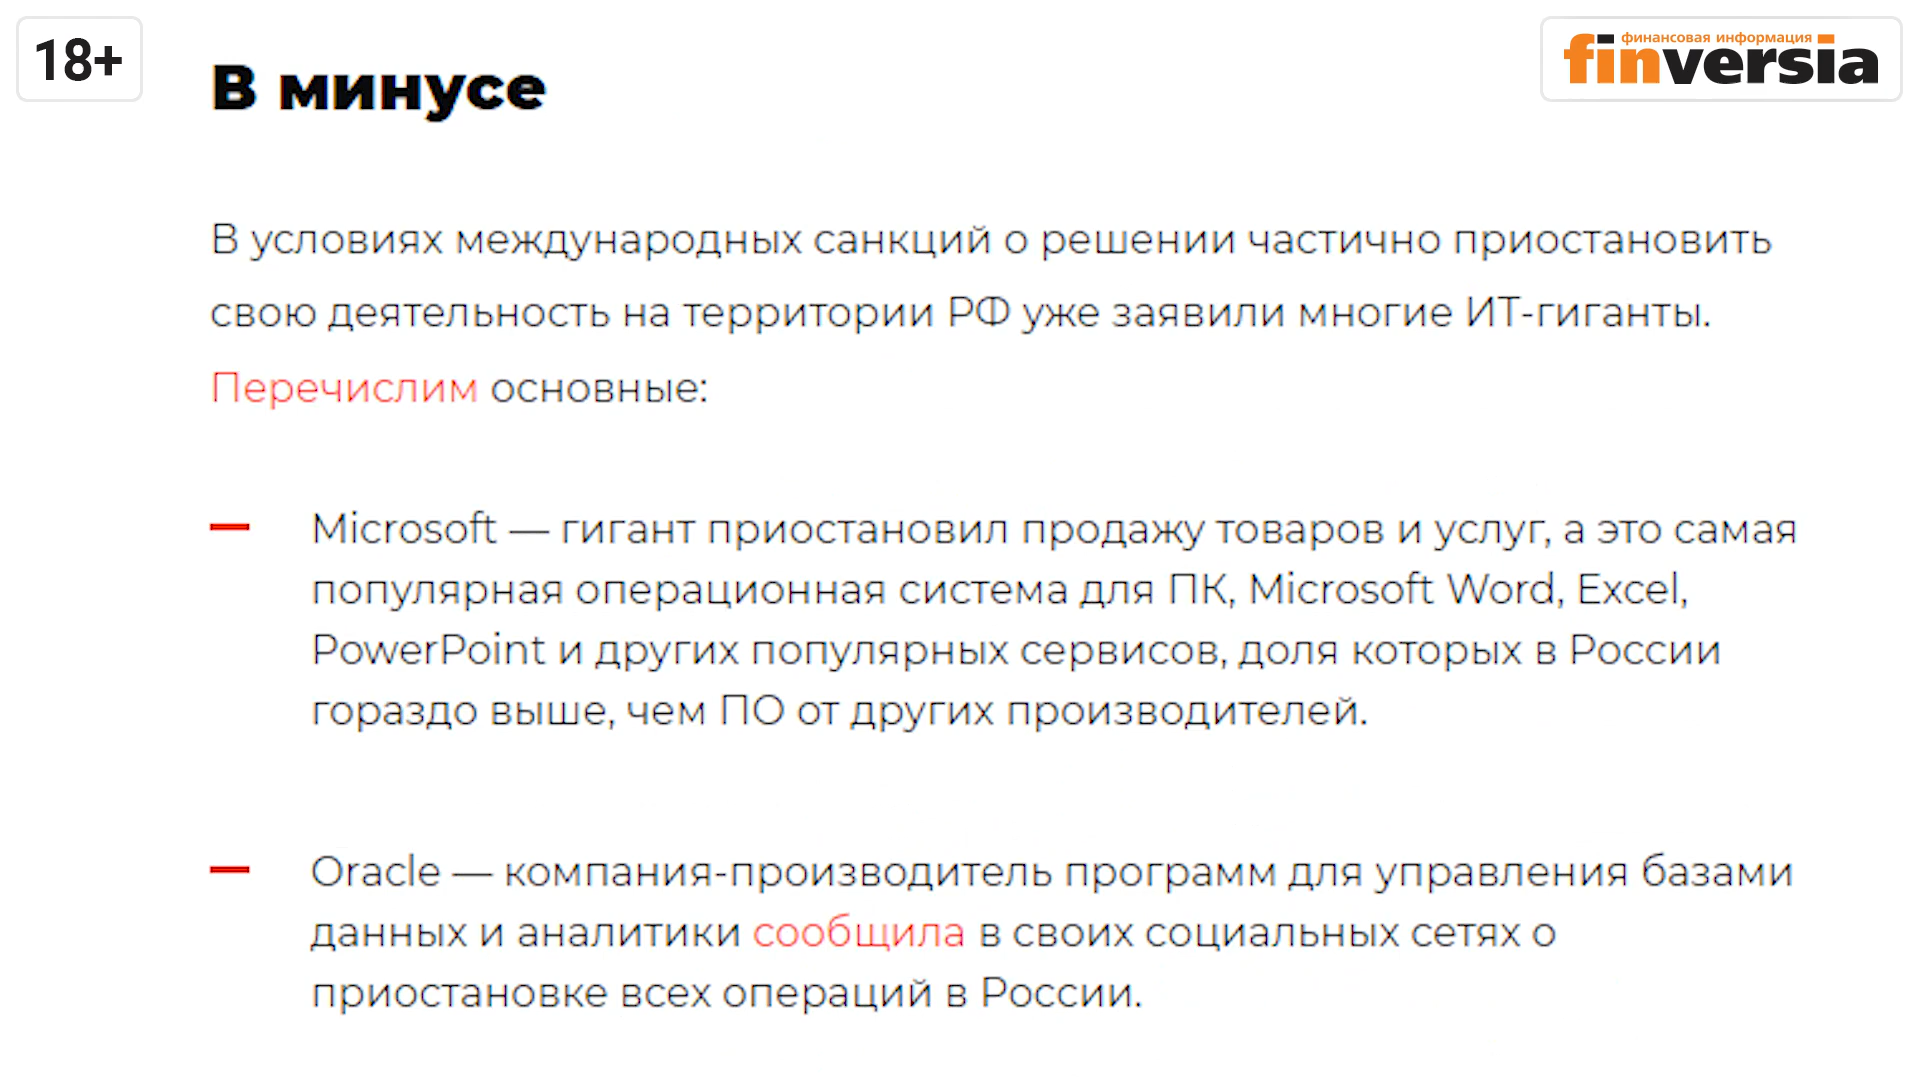 18+
финансовая информация
finversia
В минусе
В условиях международных санкций о решении частично приостановить
свою деятельность на территории РФ уже заявили многие ИТ-гиганты.
Перечислим основные:
Microsoft — гигант приостановил продажу товаров и услуг, а это самая
популярная операционная система для ПК, Microsoft Word, Excel,
PowerPoint и других популярных сервисов, доля которых в России
гораздо выше, чем ПО от других производителей.
Oracle — компания-производитель программ для управления базами
данных и аналитики сообщила в своих социальных сетях о
приостановке всех операций в России.